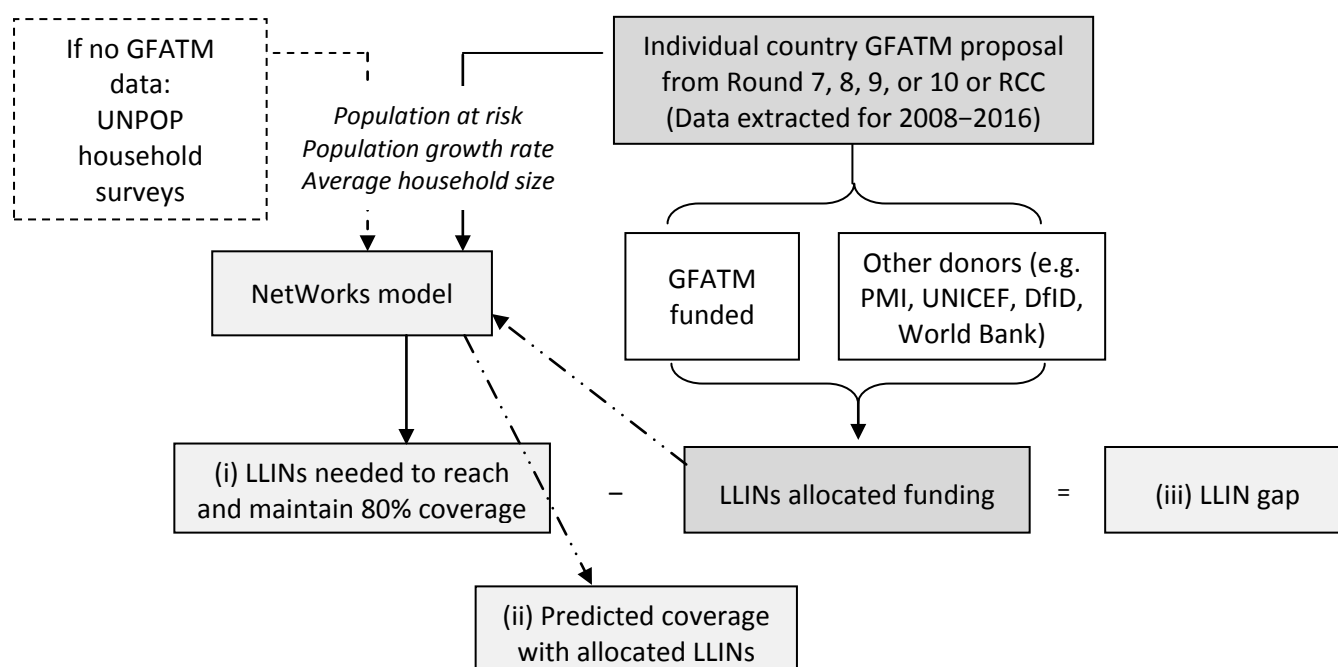 If no GFATM
data:
UNPOP
household
surveys
Population at risk
Population growth rate
Average household size
Individual country GFATM proposal
from Round 7, 8, 9, or 10 or RCC
(Data extracted for 2008−2016)
NetWorks model
GFATM
funded
Other donors (e.g.
PMI, UNICEF, DfID,
World Bank)
(i) LLINs needed to reach
and maintain 80% coverage
−
LLINs allocated funding
=
(iii) LLIN gap
(ii) Predicted coverage
with allocated LLINs